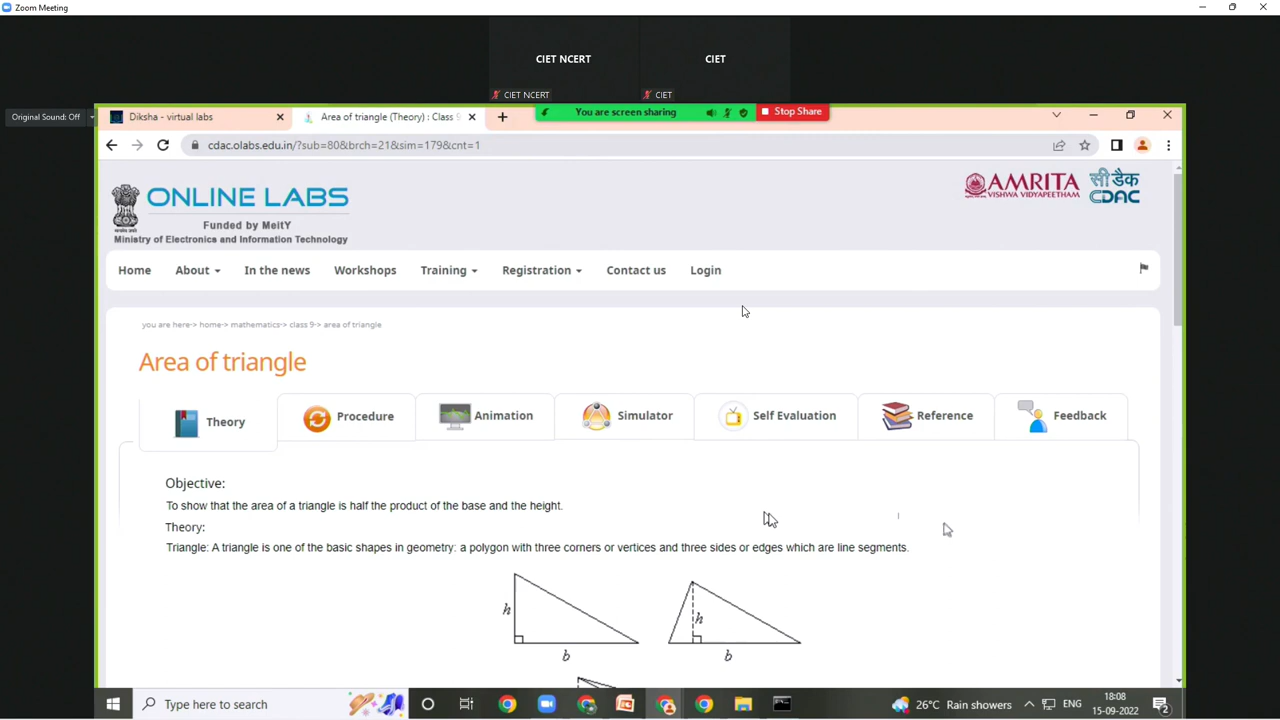 Zoom Meeting
CIET NCERT
CIET
CIET NCERT
CIET
Original Sound: Off
Diksha - virtual labs
Area of triangle (Theory) : Class 9
You are screen sharing
Stop Share
cdac.olabs.edu.in/?sub=80&brch=21&sim=179&cnt=1
ONLINE LABS
Funded by MeitY
Ministry of Electronics and Information Technology
AMRITA
VISHWA VIDYAPEETHAM
सी डैक
CDAC
Home
About
In the news
Workshops
Training
Registration
Contact us
Login
you are here-> home-> mathematics-> class 9-> area of triangle
Area of triangle
Theory
Procedure
Animation
Simulator
Self Evaluation
Reference
Feedback
Objective:
To show that the area of a triangle is half the product of the base and the height.
Theory:
Triangle: A triangle is one of the basic shapes in geometry: a polygon with three corners or vertices and three sides or edges which are line segments.
h
h
b
b
Type here to search
26°C Rain showers
ENG
18:08
15-09-2022
2